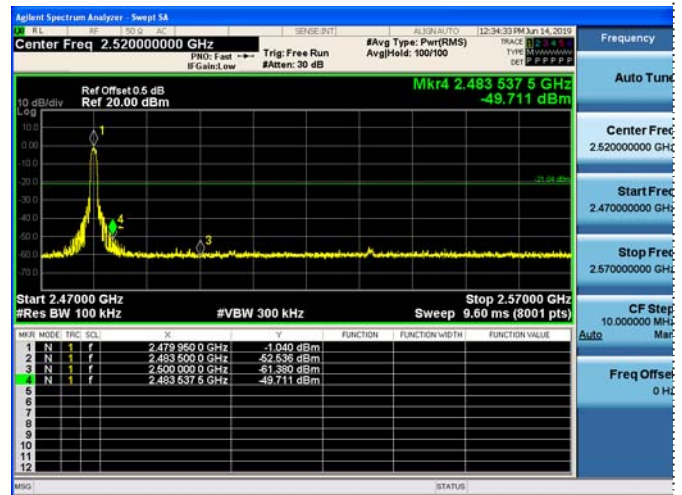 Agilent Spectrum Analyzer - Swept SA
RL RF 50 Ω AC SENSE:INT ALIGNAUTO 12:34:33 PM Jun 14, 2019
Center Freq 2.520000000 GHz
PNO: Fast
IFGain:Low
Trig: Free Run
#Atten: 30 dB
#Avg Type: Pwr(RMS)
Avg|Hold: 100/100
TRACE 1 2 3 4 5 6
TYPE
DET P P P P P P
Frequency
Auto Tune
Center Freq
2.520000000 GHz
Start Freq
2.470000000 GHz
Stop Freq
2.570000000 GHz
CF Step
10.000000 MHz
Auto Man
Freq Offset
0 Hz
Mkr4 2.483 537 5 GHz
-49.711 dBm
Ref Offset 0.5 dB
10 dB/div Ref 20.00 dBm
Log
10.0
0.00
-10.0
-20.0
-30.0
-40.0
-50.0
-60.0
-70.0
1
4
3
-21.04 dBm
Start 2.47000 GHz Stop 2.57000 GHz
#Res BW 100 kHz #VBW 300 kHz Sweep 9.60 ms (8001 pts)
MKR MODE TRC SCL X Y FUNCTION FUNCTION WIDTH FUNCTION VALUE
1 N 1 f 2.479 950 0 GHz -1.040 dBm
2 N 1 f 2.483 500 0 GHz -52.536 dBm
3 N 1 f 2.500 000 0 GHz -61.380 dBm
4 N 1 f 2.483 537 5 GHz -49.711 dBm
5
6
7
8
9
10
11
12
MSG STATUS